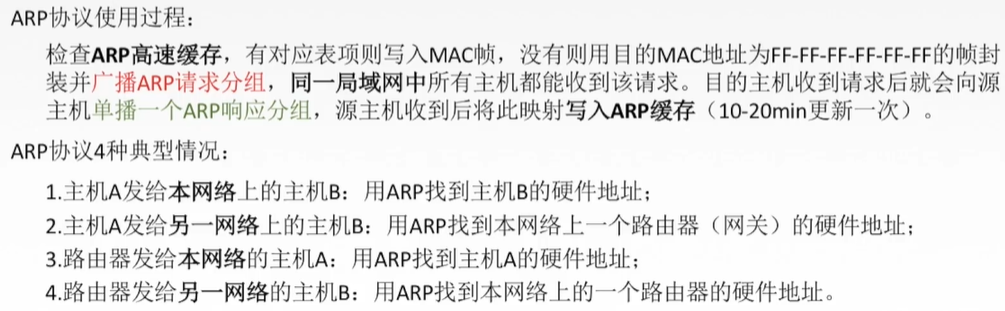 ARP协议使用过程：
检查ARP高速缓存，有对应表项则写入MAC帧，没有则用目的MAC地址为FF-FF-FF-FF-FF-FF的帧封
装并广播ARP请求分组，同一局域网中所有主机都能收到该请求。目的主机收到请求后就会向源
主机单播一个ARP响应分组，源主机收到后将此映射写入ARP缓存（10-20min更新一次）。
ARP协议4种典型情况：
1.主机A发给本网络上的主机B：用ARP找到主机B的硬件地址；
2.主机A发给另一网络上的主机B：用ARP找到本网络上一个路由器（网关）的硬件地址；
3.路由器发给本网络的主机A：用ARP找到主机A的硬件地址；
4.路由器发给另一网络的主机B：用ARP找到本网络上的一个路由器的硬件地址。